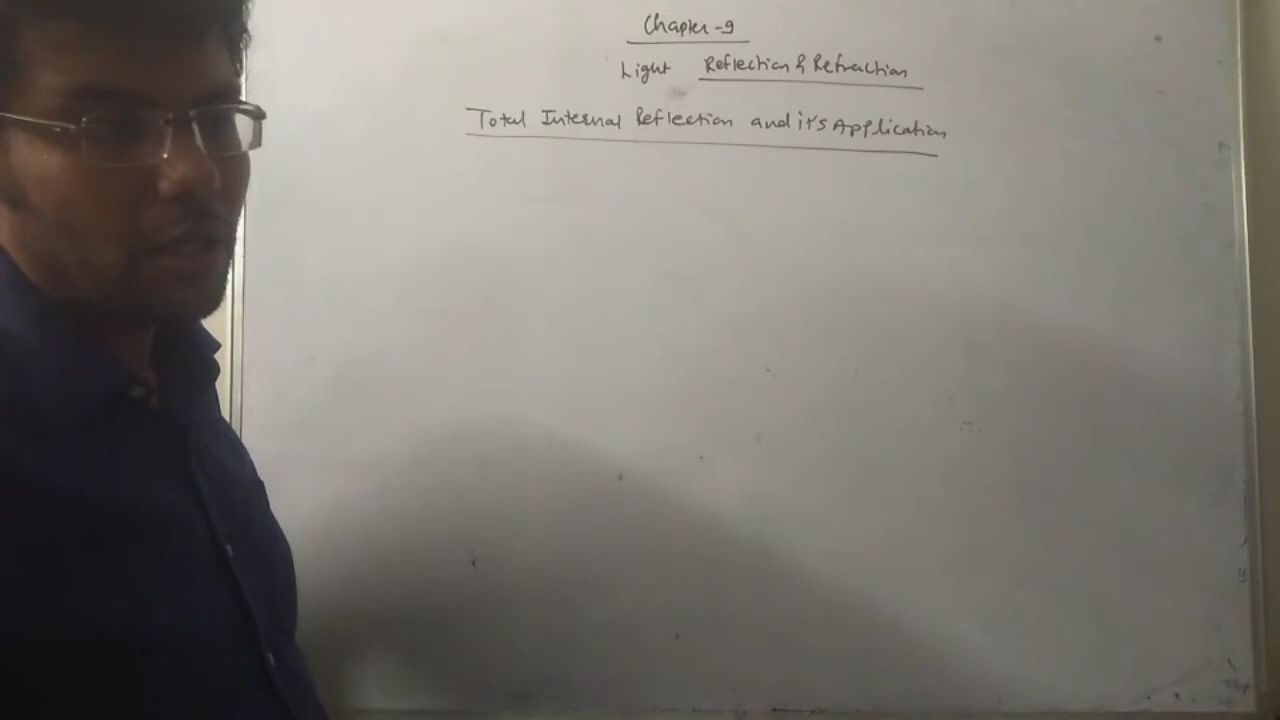 Chapter-9
Light Reflection & Refraction
Total Internal Reflection and it's Application